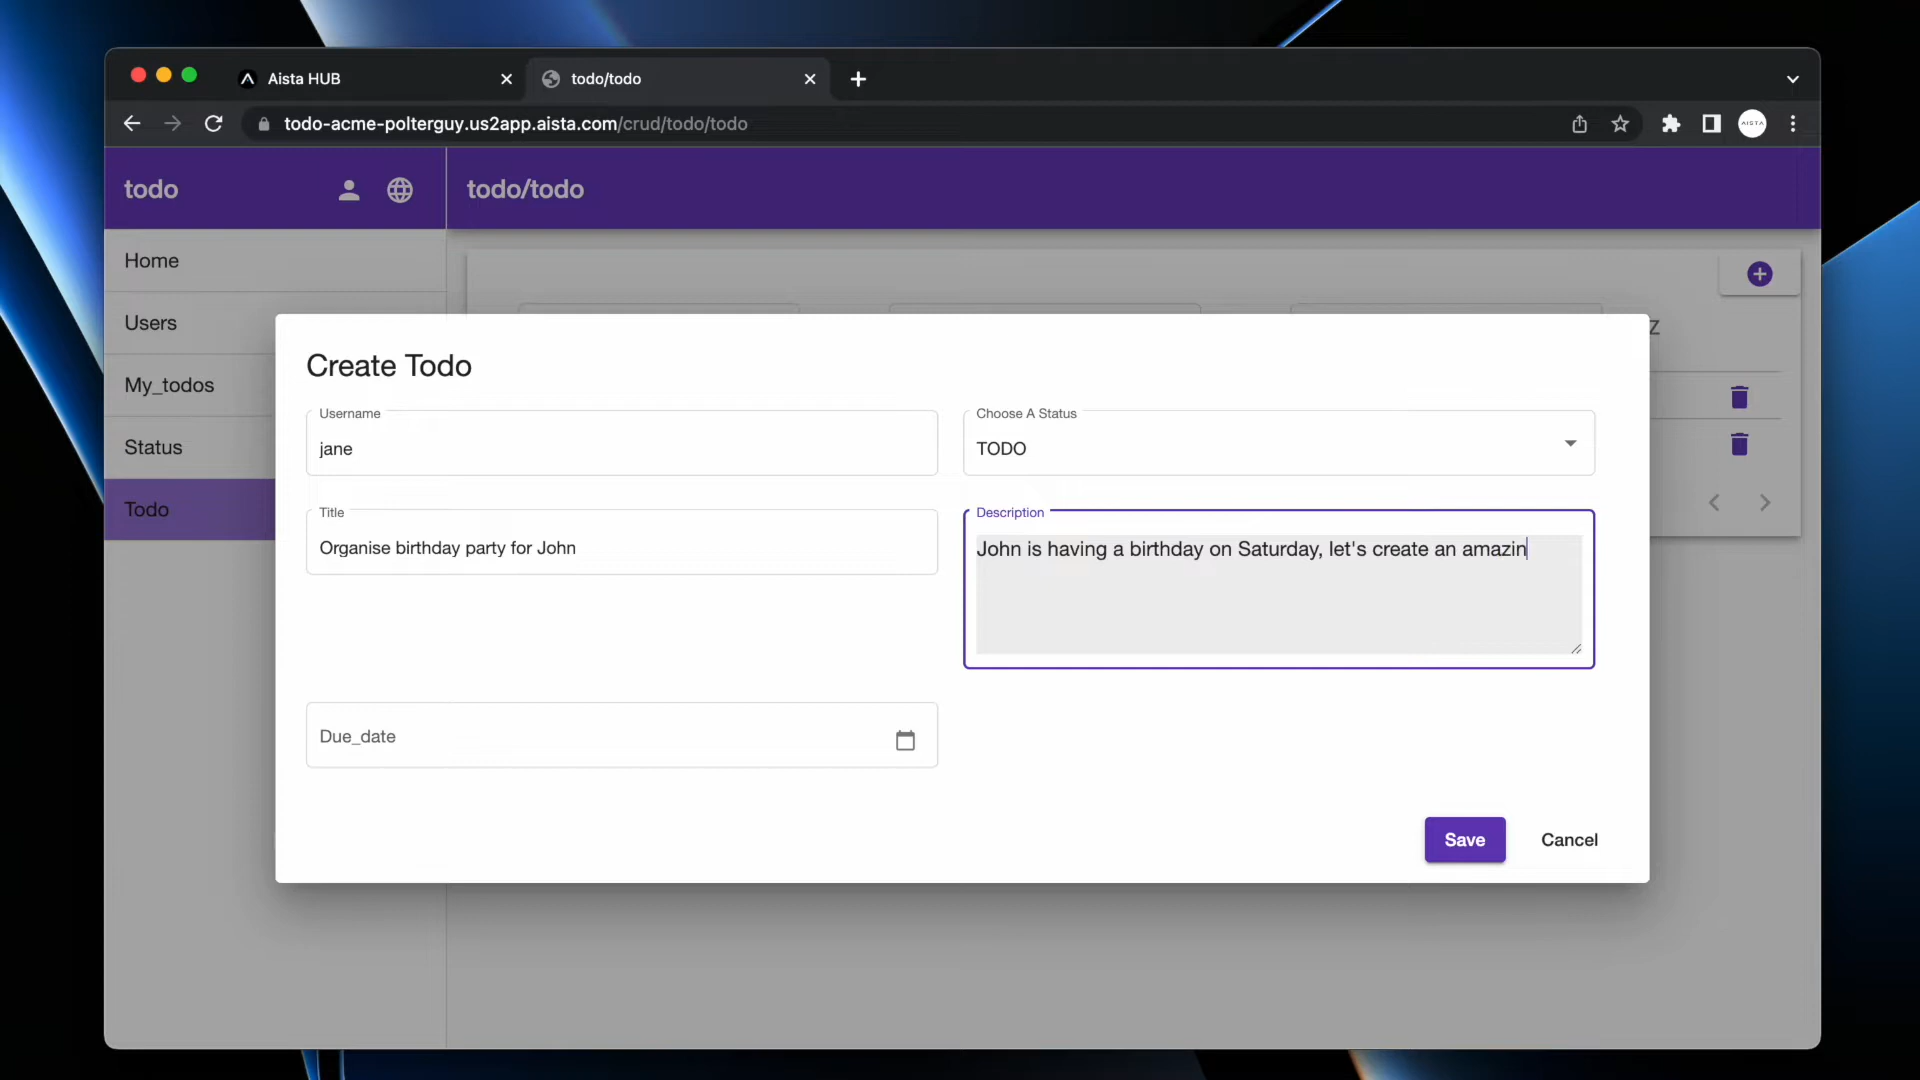 Aista HUB
todo/todo
todo-acme-polterguy.us2app.aista.com/crud/todo/todo
AISTA
todo
todo/todo
Home
Users
Z
My_todos
Status
Todo
Create Todo
Username
jane
Choose A Status
TODO
Title
Organise birthday party for John
Description
John is having a birthday on Saturday, let's create an amazin
Due_date
Save
Cancel